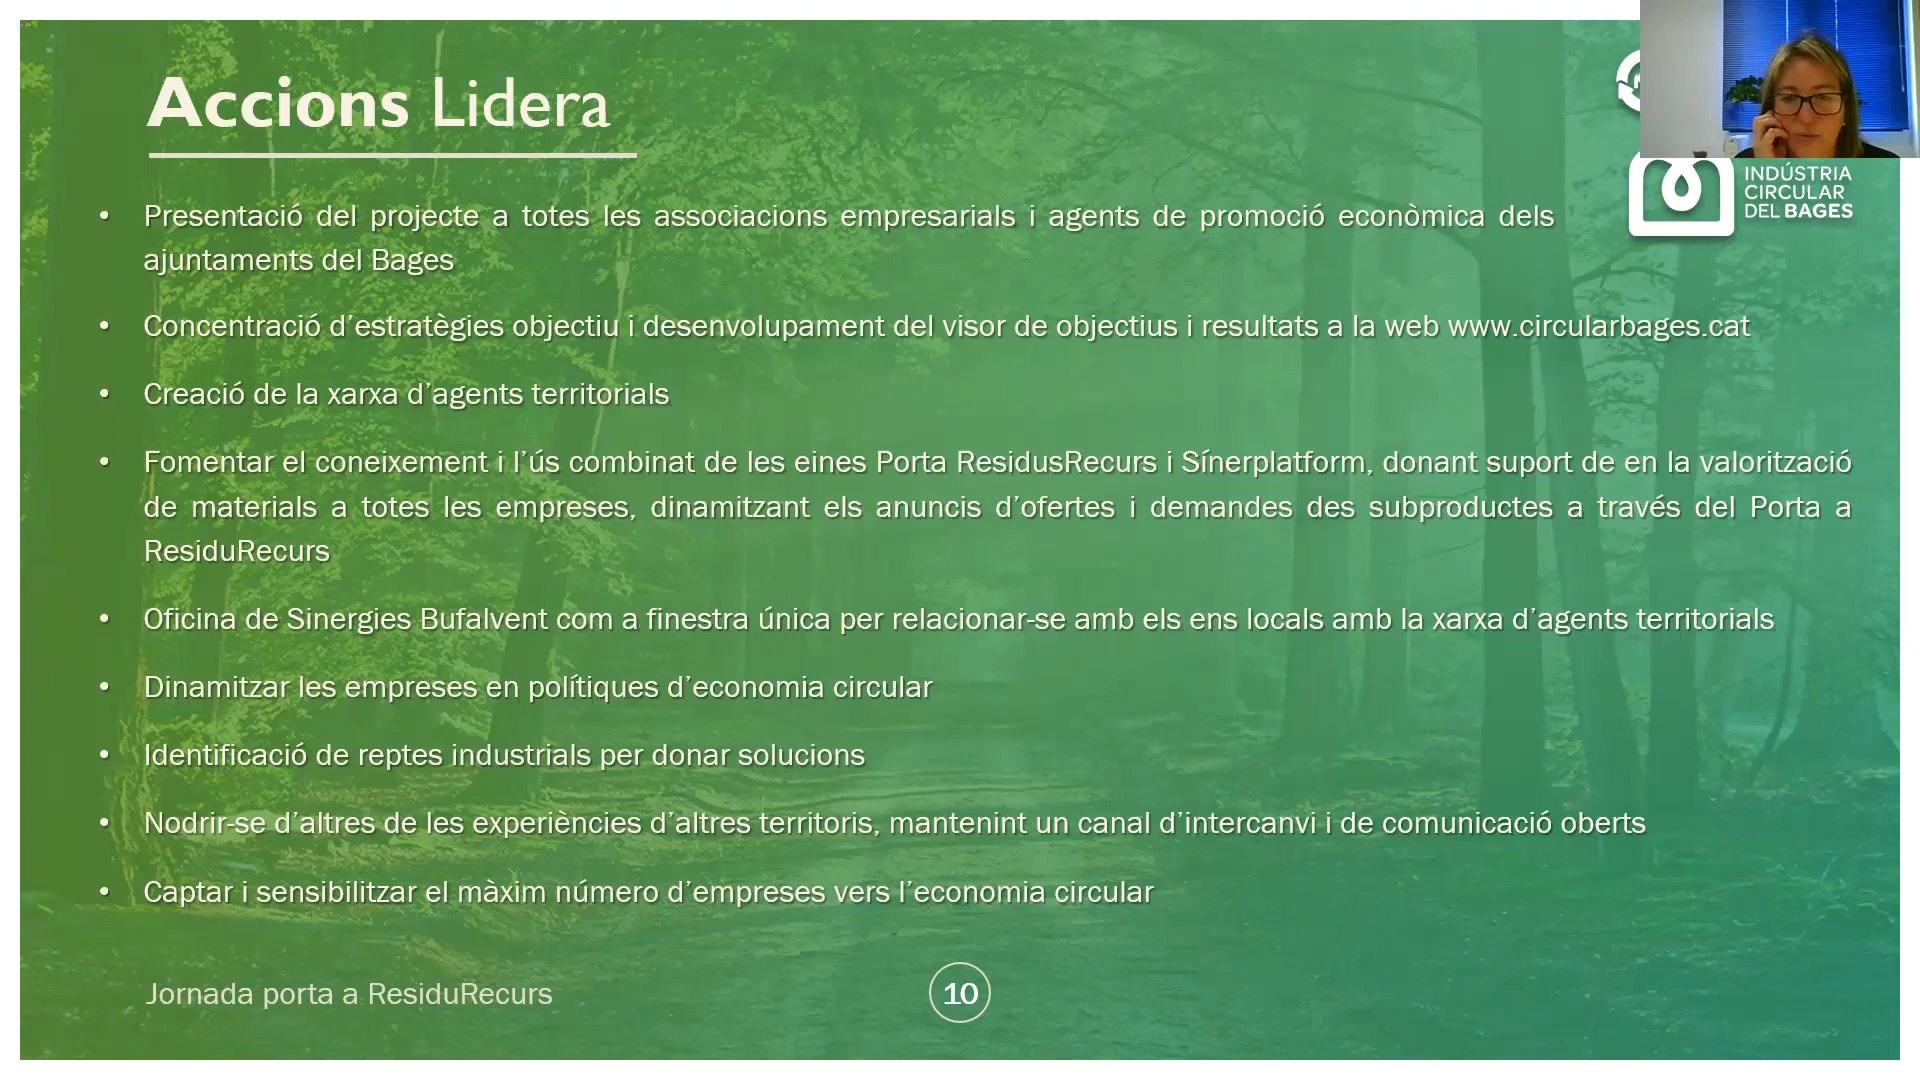 Accions Lidera
INDÚSTRIA
CIRCULAR
DEL BAGES
• Presentació del projecte a totes les associacions empresarials i agents de promoció econòmica dels
ajuntaments del Bages
• Concentració d’estratègies objectiu i desenvolupament del visor de objectius i resultats a la web www.circularbages.cat
• Creació de la xarxa d’agents territorials
• Fomentar el coneixement i l’ús combinat de les eines Porta ResidusRecurs i Sínerplatform, donant suport de en la valorització
de materials a totes les empreses, dinamitzant els anuncis d’ofertes i demandes des subproductes a través del Porta a
ResiduRecurs
• Oficina de Sinergies Bufalvent com a finestra única per relacionar-se amb els ens locals amb la xarxa d’agents territorials
• Dinamitzar les empreses en polítiques d’economia circular
• Identificació de reptes industrials per donar solucions
• Nodrir-se d’altres de les experiències d’altres territoris, mantenint un canal d’intercanvi i de comunicació oberts
• Captar i sensibilitzar el màxim número d’empreses vers l’economia circular
Jornada porta a ResiduRecurs
10